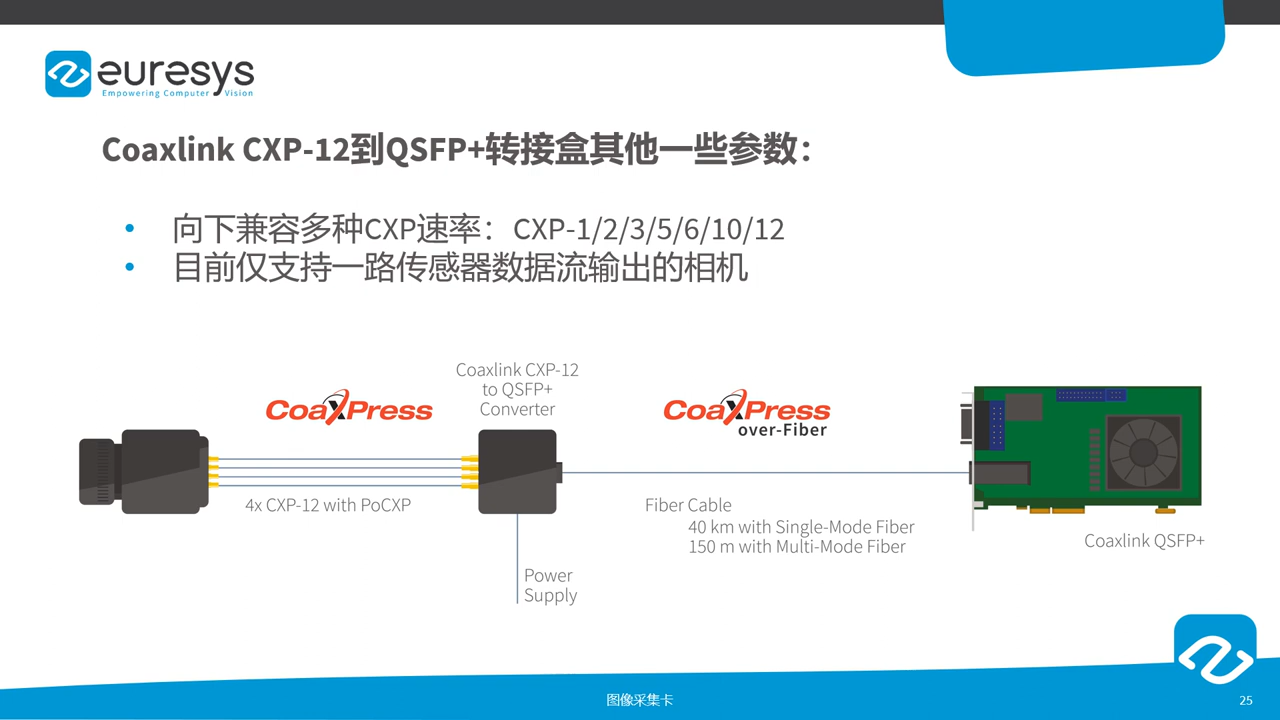 euresys
Empowering Computer Vision
Coaxlink CXP-12到QSFP+转接盒其他一些参数：
• 向下兼容多种CXP速率：CXP-1/2/3/5/6/10/12
• 目前仅支持一路传感器数据流输出的相机
Coaxlink CXP-12
to QSFP+
Converter
CoaXPress
CoaXPress
over-Fiber
4x CXP-12 with PoCXP
Fiber Cable
40 km with Single-Mode Fiber
150 m with Multi-Mode Fiber
Coaxlink QSFP+
Power
Supply
图像采集卡
25